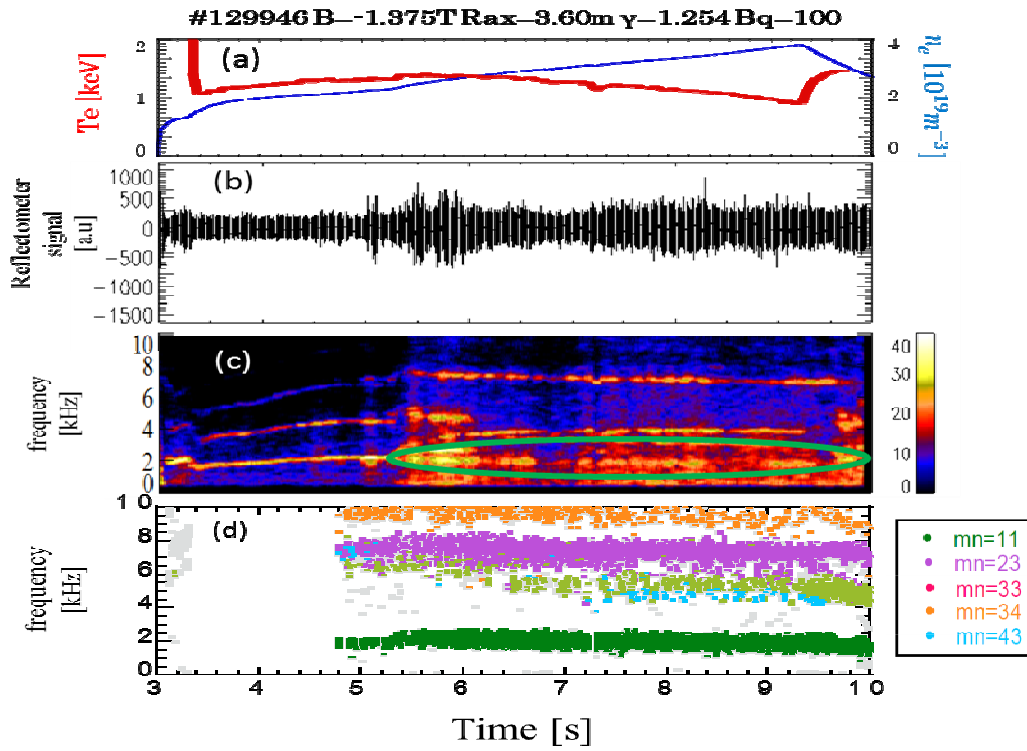 #129946 B=-1.375T Rax=3.60m γ=1.254 Bq=100
(a)
Te [keV]
2
1
0
4
2
0
n_e [10^19 m^-3]
(b)
Reflectometer
signal
[a.u]
1000
500
0
-500
-1000
-1500
(c)
frequency
[kHz]
10
8
6
4
2
0
40
30
20
10
0
(d)
frequency
[kHz]
10
8
6
4
2
0
3 4 5 6 7 8 9 10
Time [s]
mn=11
mn=23
mn=33
mn=34
mn=43